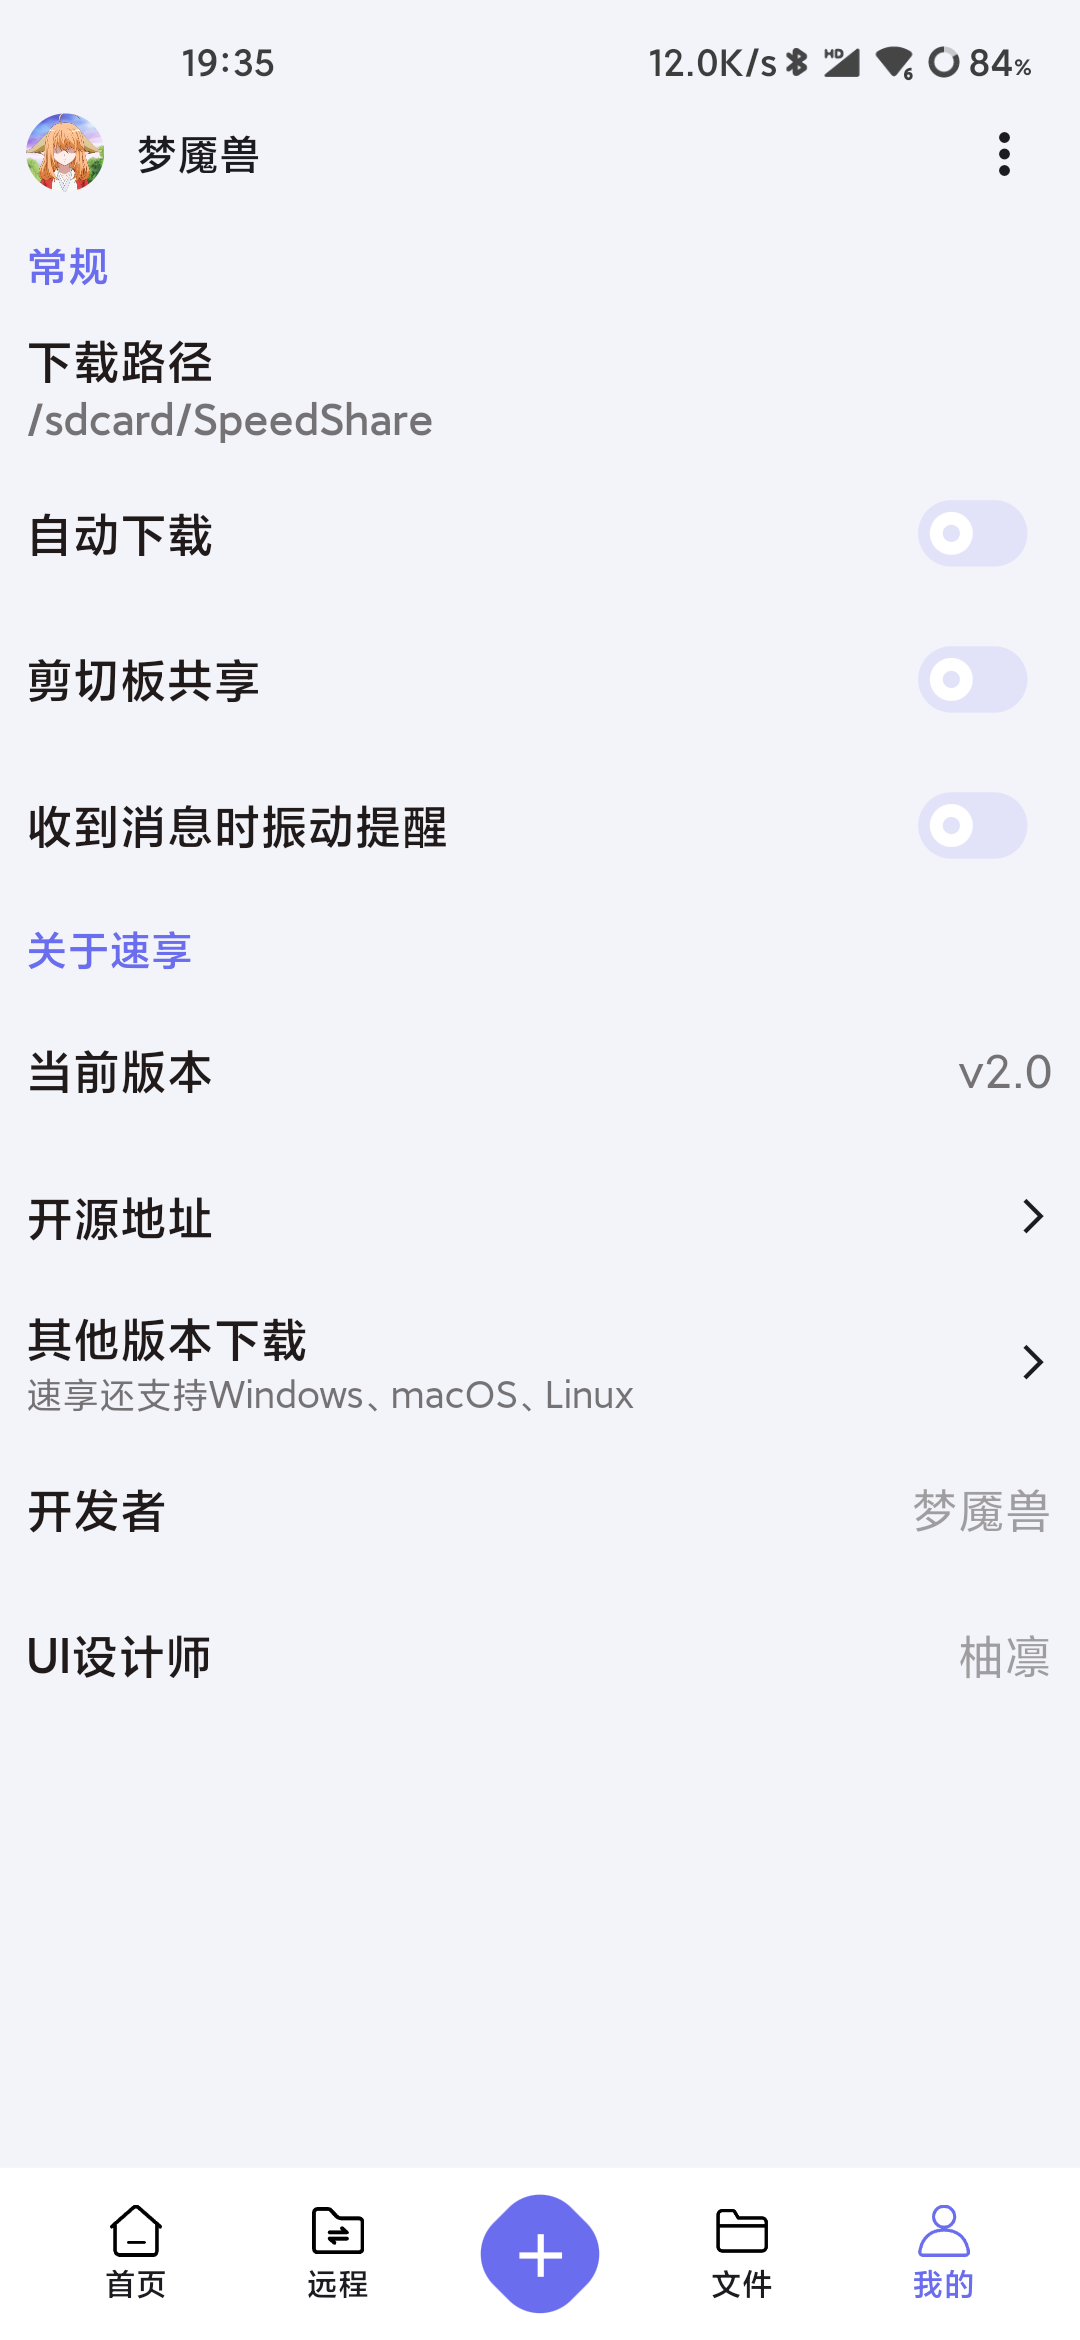 19:35 12.0K/s HD 6 84%
梦魇兽
常规
下载路径
/sdcard/SpeedShare
自动下载
剪切板共享
收到消息时振动提醒
关于速享
当前版本 v2.0
开源地址
其他版本下载
速享还支持Windows、macOS、Linux
开发者 梦魇兽
UI设计师 柚凛
首页 远程 文件 我的